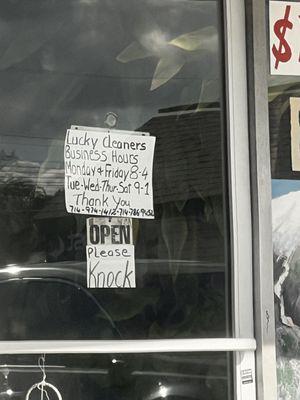 Lucky Cleaners
Business Hours
Monday & Friday 8-4
Tue-Wed-Thur-Sat 9-1
Thank You
OPEN
Please
Knock
$